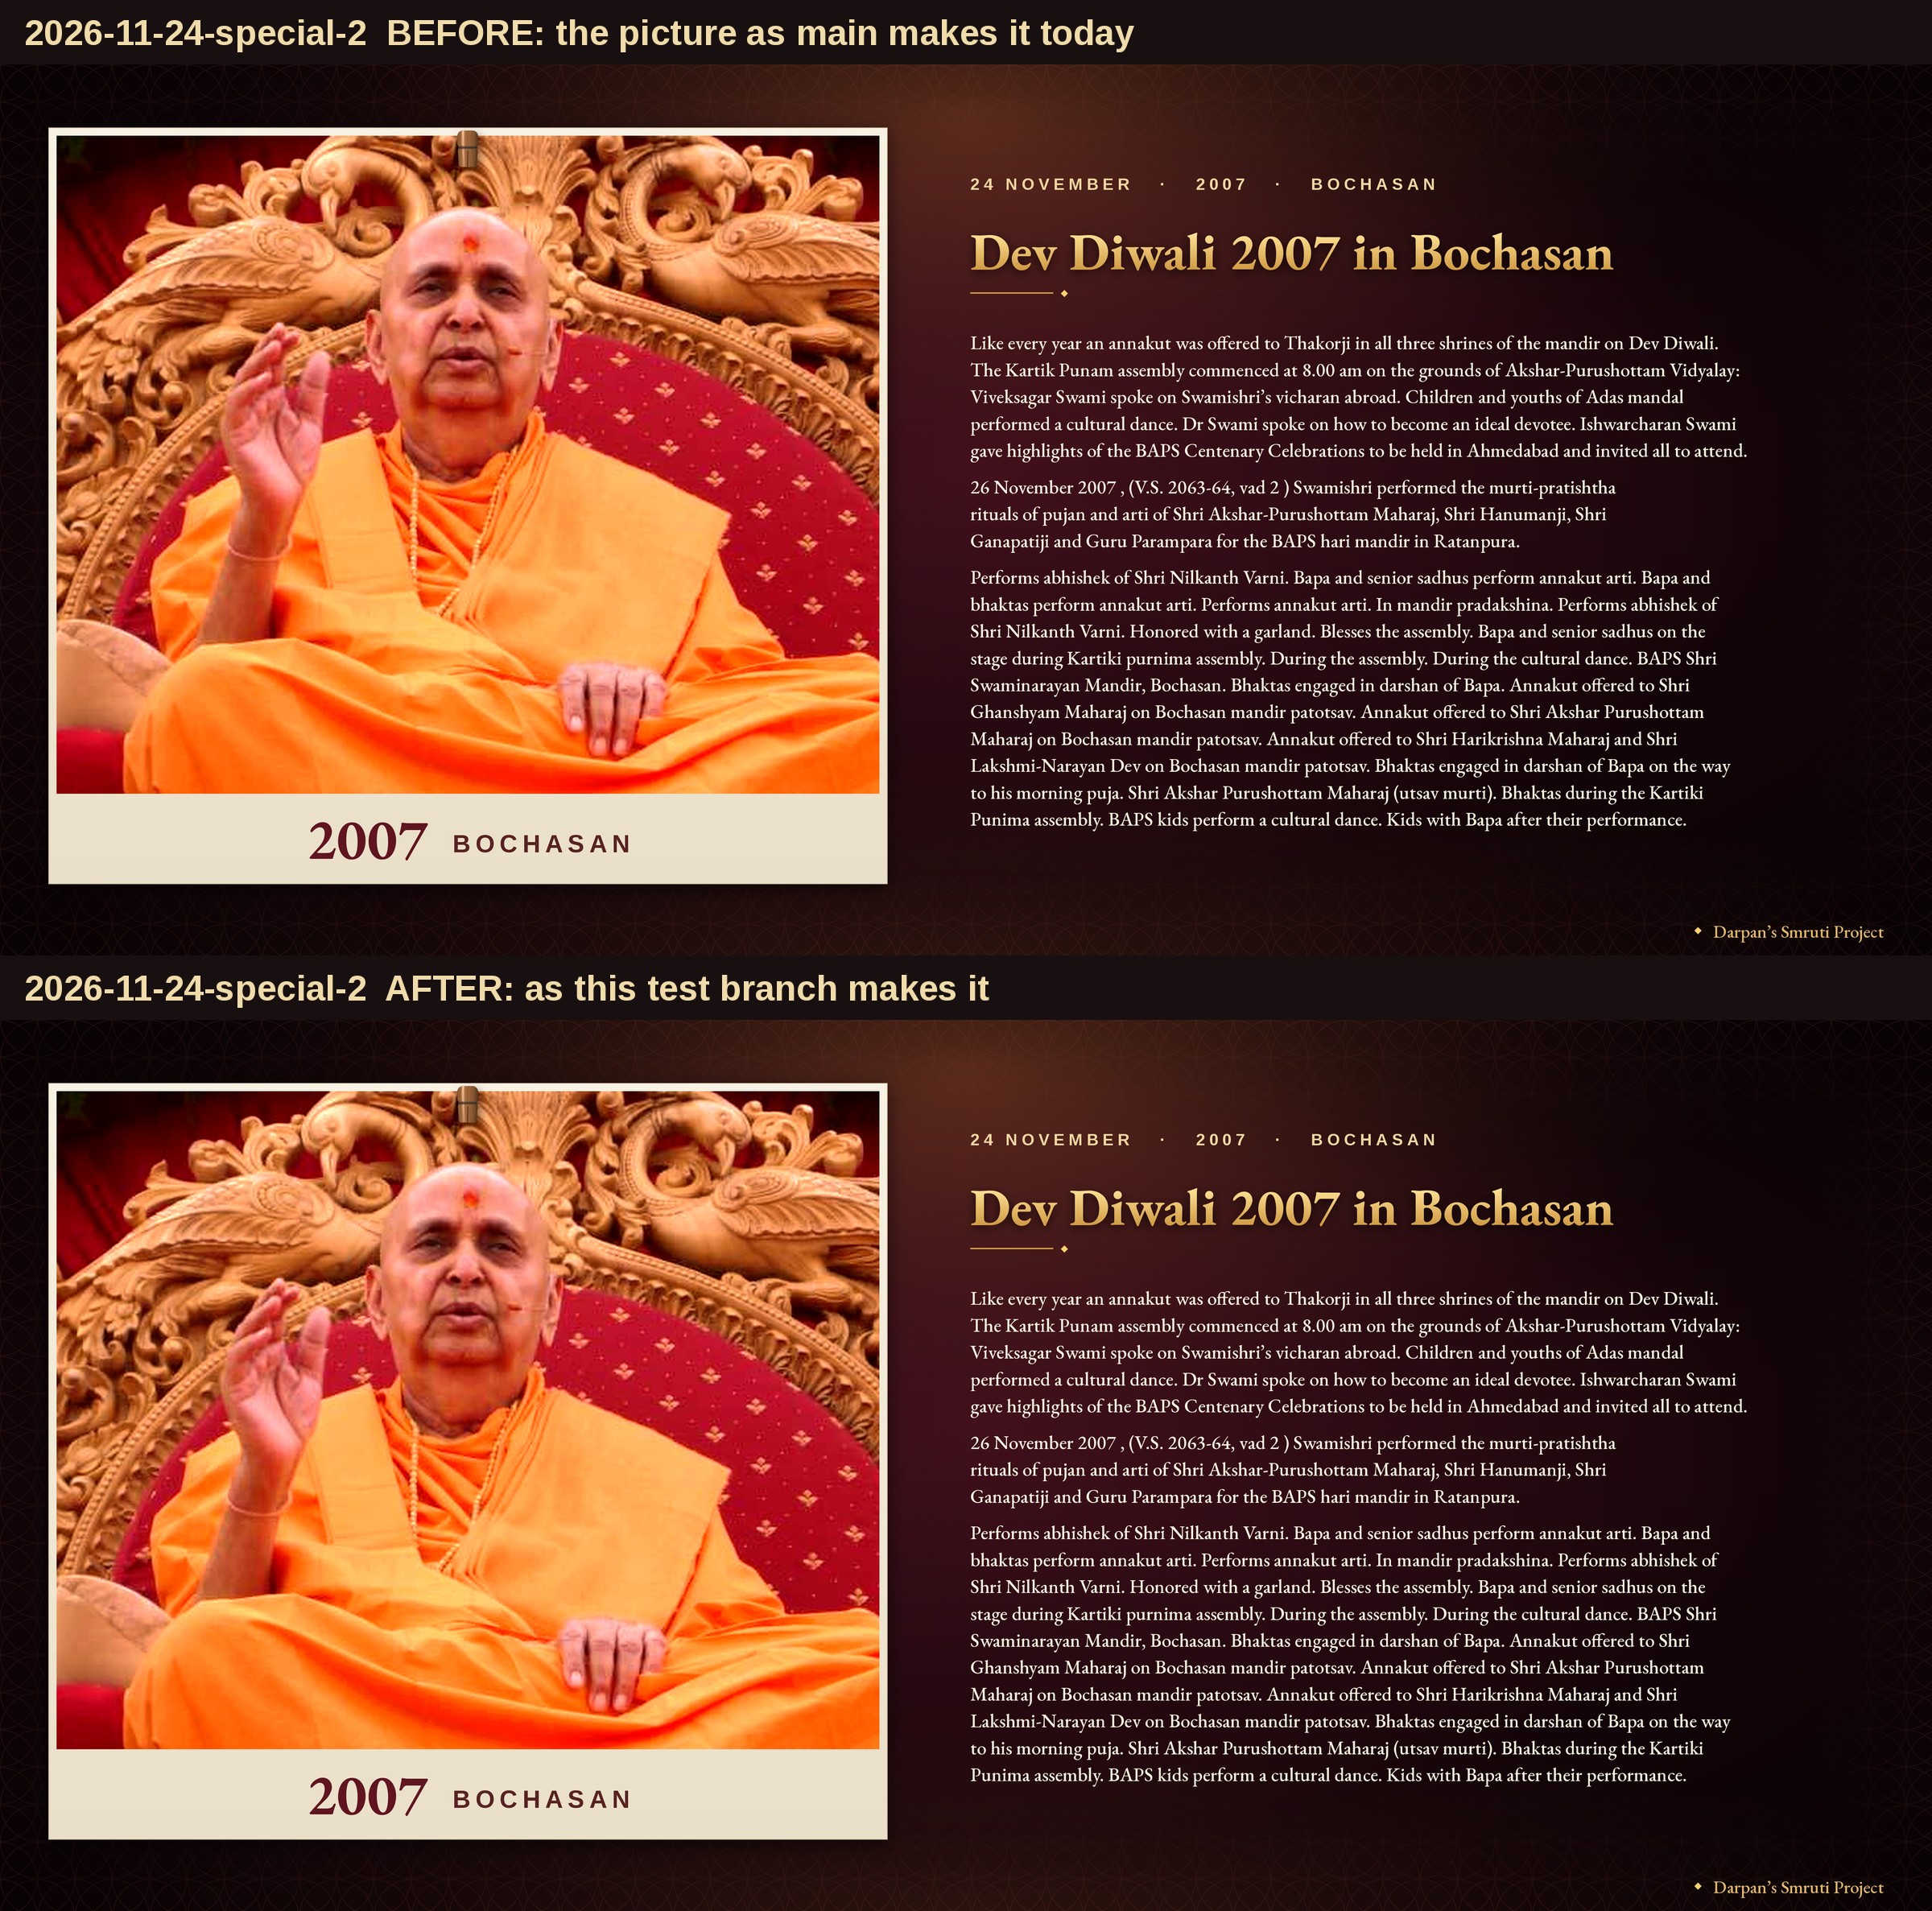 2026-11-24-special-2 BEFORE: the picture as main makes it today
24 NOVEMBER · 2007 · BOCHASAN
Dev Diwali 2007 in Bochasan
Like every year an annakut was offered to Thakorji in all three shrines of the mandir on Dev Diwali.
The Kartik Punam assembly commenced at 8.00 am on the grounds of Akshar-Purushottam Vidyalay:
Viveksagar Swami spoke on Swamishri’s vicharan abroad. Children and youths of Adas mandal
performed a cultural dance. Dr Swami spoke on how to become an ideal devotee. Ishwarcharan Swami
gave highlights of the BAPS Centenary Celebrations to be held in Ahmedabad and invited all to attend.
26 November 2007 , (V.S. 2063-64, vad 2 ) Swamishri performed the murti-pratishtha
rituals of pujan and arti of Shri Akshar-Purushottam Maharaj, Shri Hanumanji, Shri
Ganapatiji and Guru Parampara for the BAPS hari mandir in Ratanpura.
Performs abhishek of Shri Nilkanth Varni. Bapa and senior sadhus perform annakut arti. Bapa and
bhaktas perform annakut arti. Performs annakut arti. In mandir pradakshina. Performs abhishek of
Shri Nilkanth Varni. Honored with a garland. Blesses the assembly. Bapa and senior sadhus on the
stage during Kartiki purnima assembly. During the assembly. During the cultural dance. BAPS Shri
Swaminarayan Mandir, Bochasan. Bhaktas engaged in darshan of Bapa. Annakut offered to Shri
Ghanshyam Maharaj on Bochasan mandir patotsav. Annakut offered to Shri Akshar Purushottam
Maharaj on Bochasan mandir patotsav. Annakut offered to Shri Harikrishna Maharaj and Shri
Lakshmi-Narayan Dev on Bochasan mandir patotsav. Bhaktas engaged in darshan of Bapa on the way
to his morning puja. Shri Akshar Purushottam Maharaj (utsav murti). Bhaktas during the Kartiki
Punima assembly. BAPS kids perform a cultural dance. Kids with Bapa after their performance.
2007 BOCHASAN
Darpan’s Smruti Project
2026-11-24-special-2 AFTER: as this test branch makes it
24 NOVEMBER · 2007 · BOCHASAN
Dev Diwali 2007 in Bochasan
Like every year an annakut was offered to Thakorji in all three shrines of the mandir on Dev Diwali.
The Kartik Punam assembly commenced at 8.00 am on the grounds of Akshar-Purushottam Vidyalay:
Viveksagar Swami spoke on Swamishri’s vicharan abroad. Children and youths of Adas mandal
performed a cultural dance. Dr Swami spoke on how to become an ideal devotee. Ishwarcharan Swami
gave highlights of the BAPS Centenary Celebrations to be held in Ahmedabad and invited all to attend.
26 November 2007 , (V.S. 2063-64, vad 2 ) Swamishri performed the murti-pratishtha
rituals of pujan and arti of Shri Akshar-Purushottam Maharaj, Shri Hanumanji, Shri
Ganapatiji and Guru Parampara for the BAPS hari mandir in Ratanpura.
Performs abhishek of Shri Nilkanth Varni. Bapa and senior sadhus perform annakut arti. Bapa and
bhaktas perform annakut arti. Performs annakut arti. In mandir pradakshina. Performs abhishek of
Shri Nilkanth Varni. Honored with a garland. Blesses the assembly. Bapa and senior sadhus on the
stage during Kartiki purnima assembly. During the assembly. During the cultural dance. BAPS Shri
Swaminarayan Mandir, Bochasan. Bhaktas engaged in darshan of Bapa. Annakut offered to Shri
Ghanshyam Maharaj on Bochasan mandir patotsav. Annakut offered to Shri Akshar Purushottam
Maharaj on Bochasan mandir patotsav. Annakut offered to Shri Harikrishna Maharaj and Shri
Lakshmi-Narayan Dev on Bochasan mandir patotsav. Bhaktas engaged in darshan of Bapa on the way
to his morning puja. Shri Akshar Purushottam Maharaj (utsav murti). Bhaktas during the Kartiki
Punima assembly. BAPS kids perform a cultural dance. Kids with Bapa after their performance.
2007 BOCHASAN
Darpan’s Smruti Project